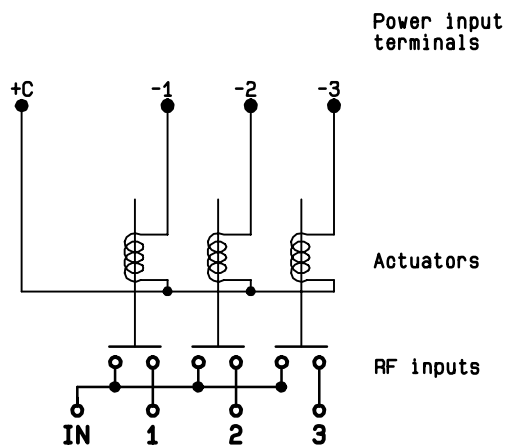 Power input
terminals
+C -1 -2 -3
Actuators
RF inputs
IN 1 2 3